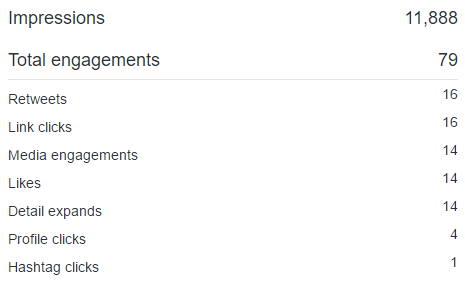 Impressions 11,888
Total engagements 79
Retweets 16
Link clicks 16
Media engagements 14
Likes 14
Detail expands 14
Profile clicks 4
Hashtag clicks 1